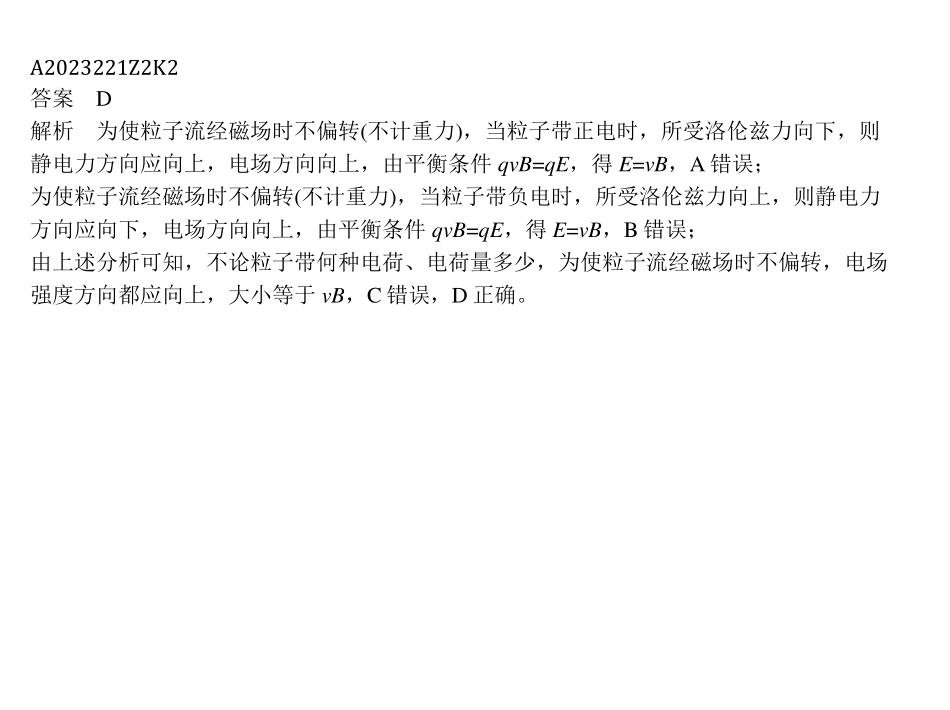 A2023221Z2K2
答案　D
解析　为使粒子流经磁场时不偏转(不计重力)，当粒子带正电时，所受洛伦兹力向下，则
静电力方向应向上，电场方向向上，由平衡条件 qvB=qE，得 E=vB，A 错误；
为使粒子流经磁场时不偏转(不计重力)，当粒子带负电时，所受洛伦兹力向上，则静电力
方向应向下，电场方向向上，由平衡条件 qvB=qE，得 E=vB，B 错误；
由上述分析可知，不论粒子带何种电荷、电荷量多少，为使粒子流经磁场时不偏转，电场
强度方向都应向上，大小等于 vB，C 错误，D 正确。